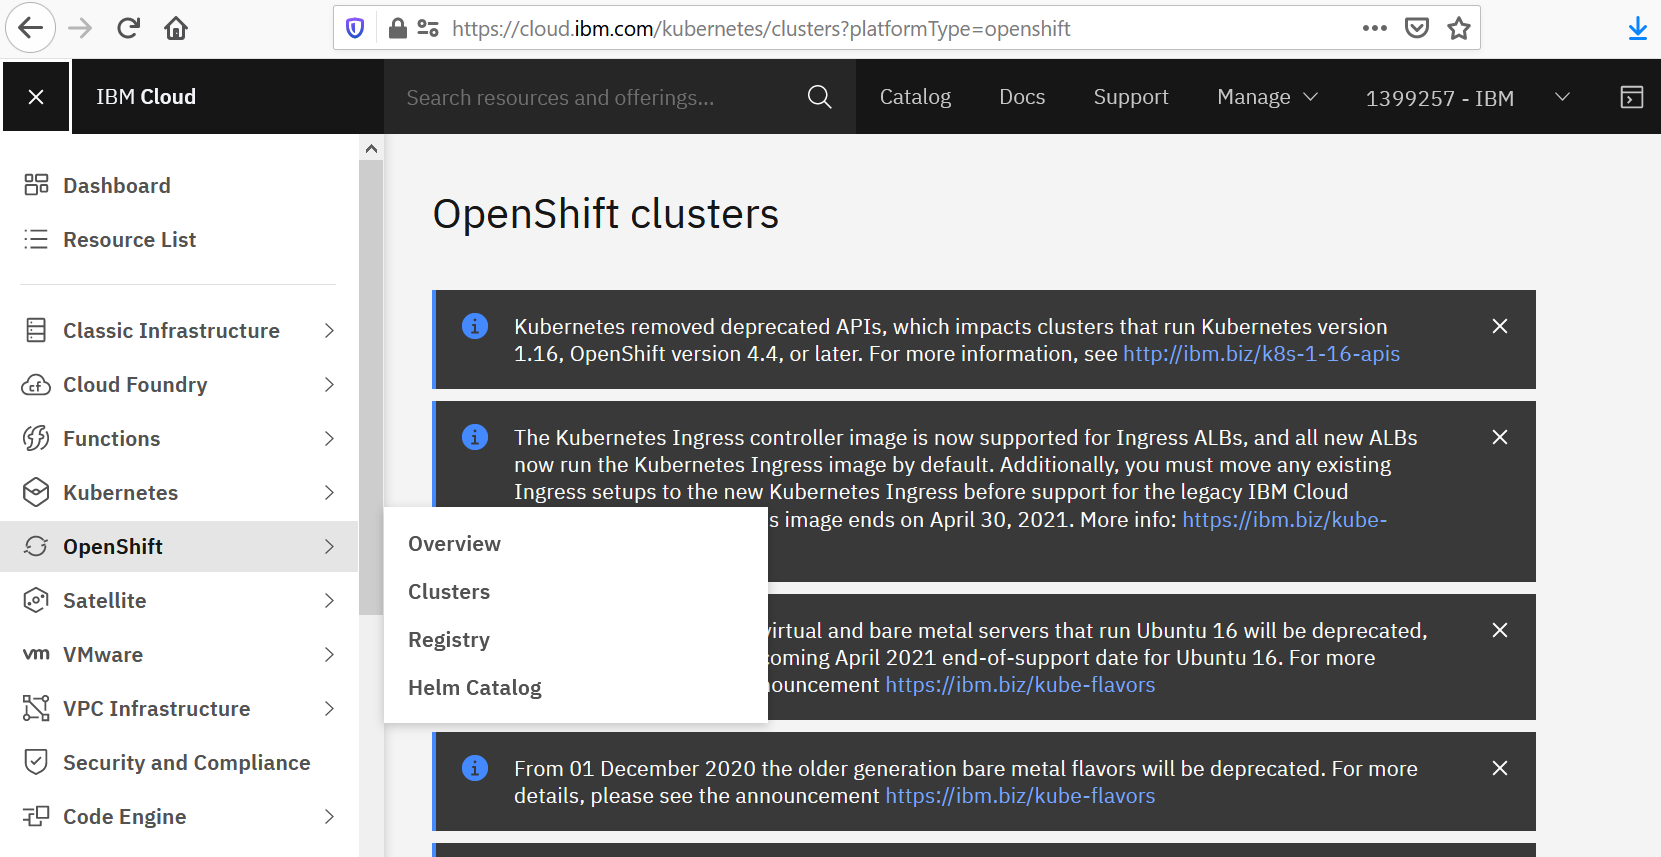 https://cloud.ibm.com/kubernetes/clusters?platformType=openshift
IBM Cloud
Search resources and offerings...
Catalog
Docs
Support
Manage
1399257 - IBM
Dashboard
Resource List
Classic Infrastructure
Cloud Foundry
Functions
Kubernetes
OpenShift
Satellite
vm VMware
VPC Infrastructure
Security and Compliance
Code Engine
Overview
Clusters
Registry
Helm Catalog
OpenShift clusters
Kubernetes removed deprecated APIs, which impacts clusters that run Kubernetes version
1.16, OpenShift version 4.4, or later. For more information, see http://ibm.biz/k8s-1-16-apis
The Kubernetes Ingress controller image is now supported for Ingress ALBs, and all new ALBs
now run the Kubernetes Ingress image by default. Additionally, you must move any existing
Ingress setups to the new Kubernetes Ingress before support for the legacy IBM Cloud
s image ends on April 30, 2021. More info: https://ibm.biz/kube-
virtual and bare metal servers that run Ubuntu 16 will be deprecated,
coming April 2021 end-of-support date for Ubuntu 16. For more
nouncement https://ibm.biz/kube-flavors
From 01 December 2020 the older generation bare metal flavors will be deprecated. For more
details, please see the announcement https://ibm.biz/kube-flavors